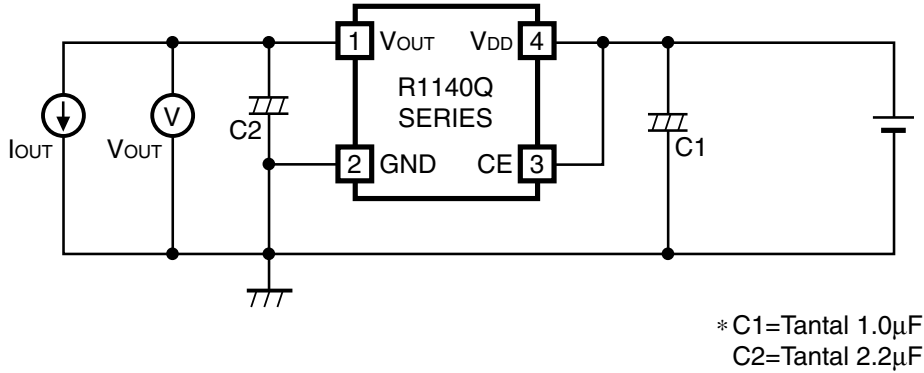 1 VOUT VDD 4
R1140Q
SERIES
IOUT
V
VOUT
C2
C1
2 GND CE 3
*C1=Tantal 1.0μF
C2=Tantal 2.2μF